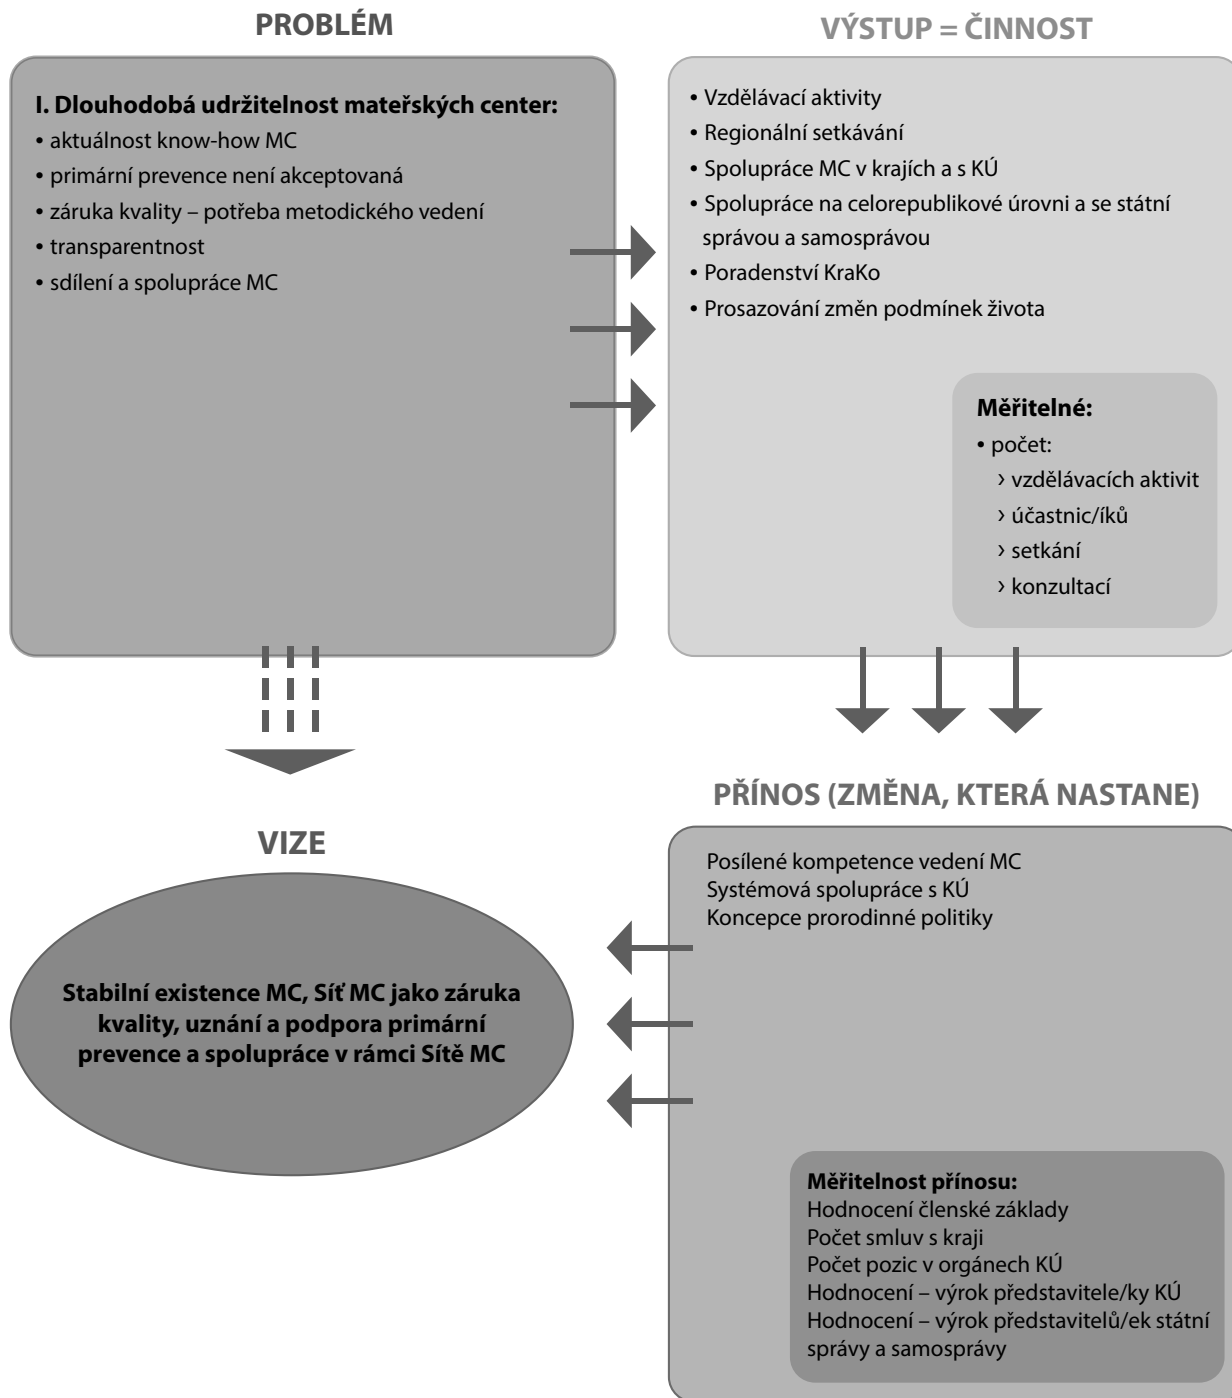 PROBLÉM
I. Dlouhodobá udržitelnost mateřských center:
• aktuálnost know-how MC
• primární prevence není akceptovaná
• záruka kvality – potřeba metodického vedení
• transparentnost
• sdílení a spolupráce MC
VÝSTUP = ČINNOST
• Vzdělávací aktivity
• Regionální setkávání
• Spolupráce MC v krajích a s KÚ
• Spolupráce na celorepublikové úrovni a se státní
správou a samosprávou
• Poradenství KraKo
• Prosazování změn podmínek života
Měřitelné:
• počet:
› vzdělávacích aktivit
› účastnic/íků
› setkání
› konzultací
PŘÍNOS (ZMĚNA, KTERÁ NASTANE)
Posílené kompetence vedení MC
Systémová spolupráce s KÚ
Koncepce prorodinné politiky
Měřitelnost přínosu:
Hodnocení členské základy
Počet smluv s kraji
Počet pozic v orgánech KÚ
Hodnocení – výrok představitele/ky KÚ
Hodnocení – výrok představitelů/ek státní
správy a samosprávy
VIZE
Stabilní existence MC, Síť MC jako záruka
kvality, uznání a podpora primární
prevence a spolupráce v rámci Sítě MC